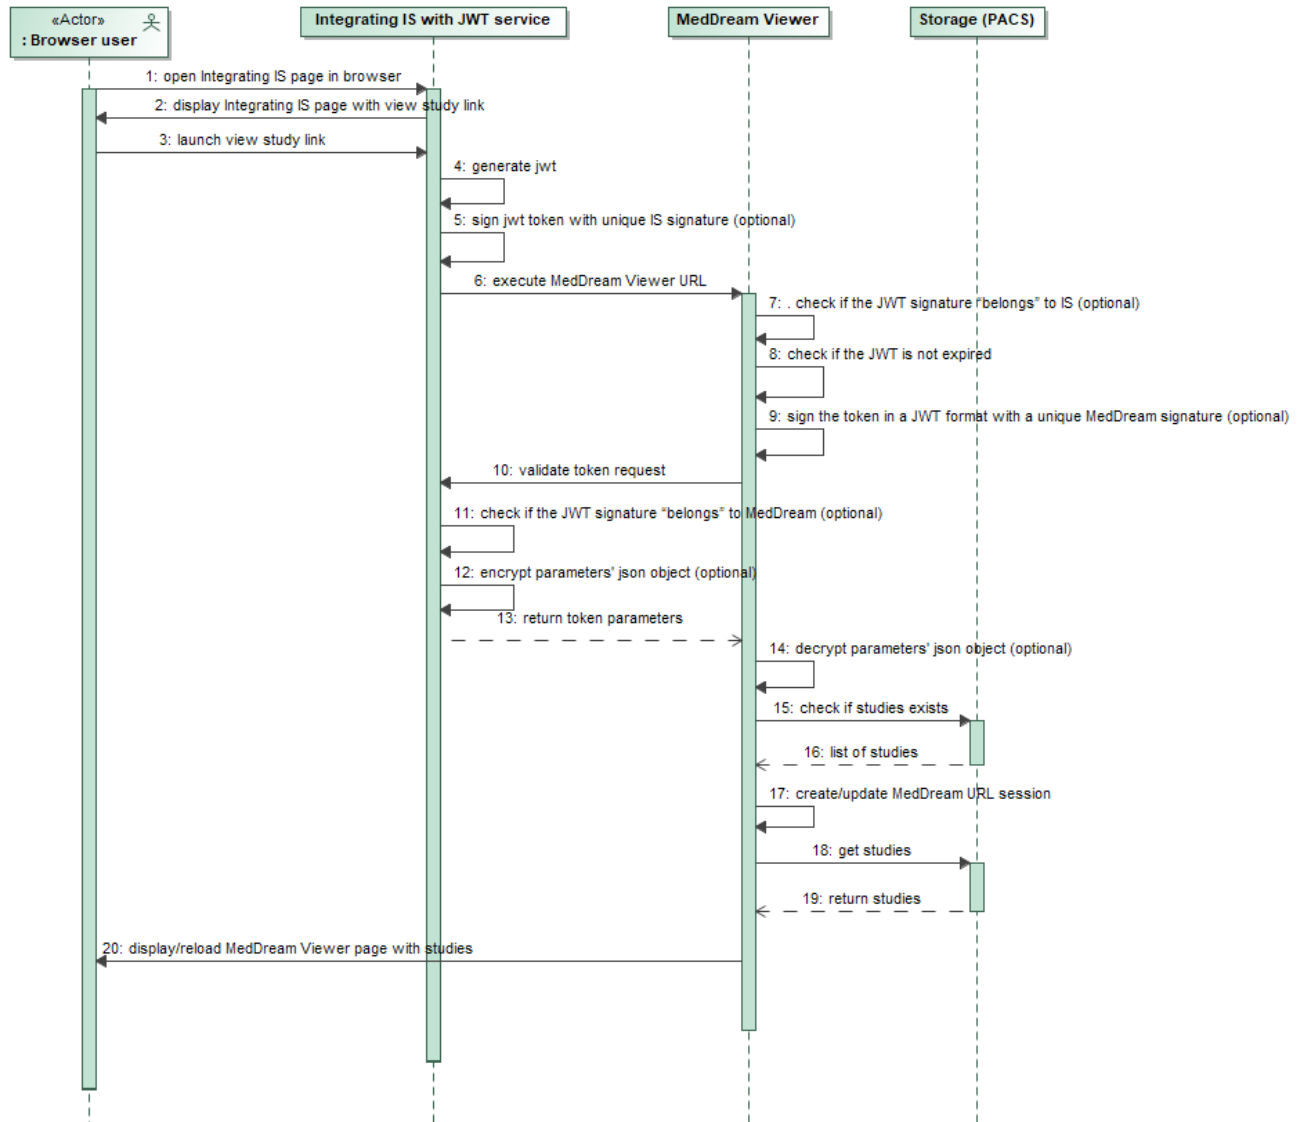 «Actor»
: Browser user
Integrating IS with JWT service
MedDream Viewer
Storage (PACS)
1: open Integrating IS page in browser
2: display Integrating IS page with view study link
3: launch view study link
4: generate jwt
5: sign jwt token with unique IS signature (optional)
6: execute MedDream Viewer URL
7: . check if the JWT signature “belongs” to IS (optional)
8: check if the JWT is not expired
9: sign the token in a JWT format with a unique MedDream signature (optional)
10: validate token request
11: check if the JWT signature “belongs” to MedDream (optional)
12: encrypt parameters' json object (optional)
13: return token parameters
14: decrypt parameters' json object (optional)
15: check if studies exists
16: list of studies
17: create/update MedDream URL session
18: get studies
19: return studies
20: display/reload MedDream Viewer page with studies